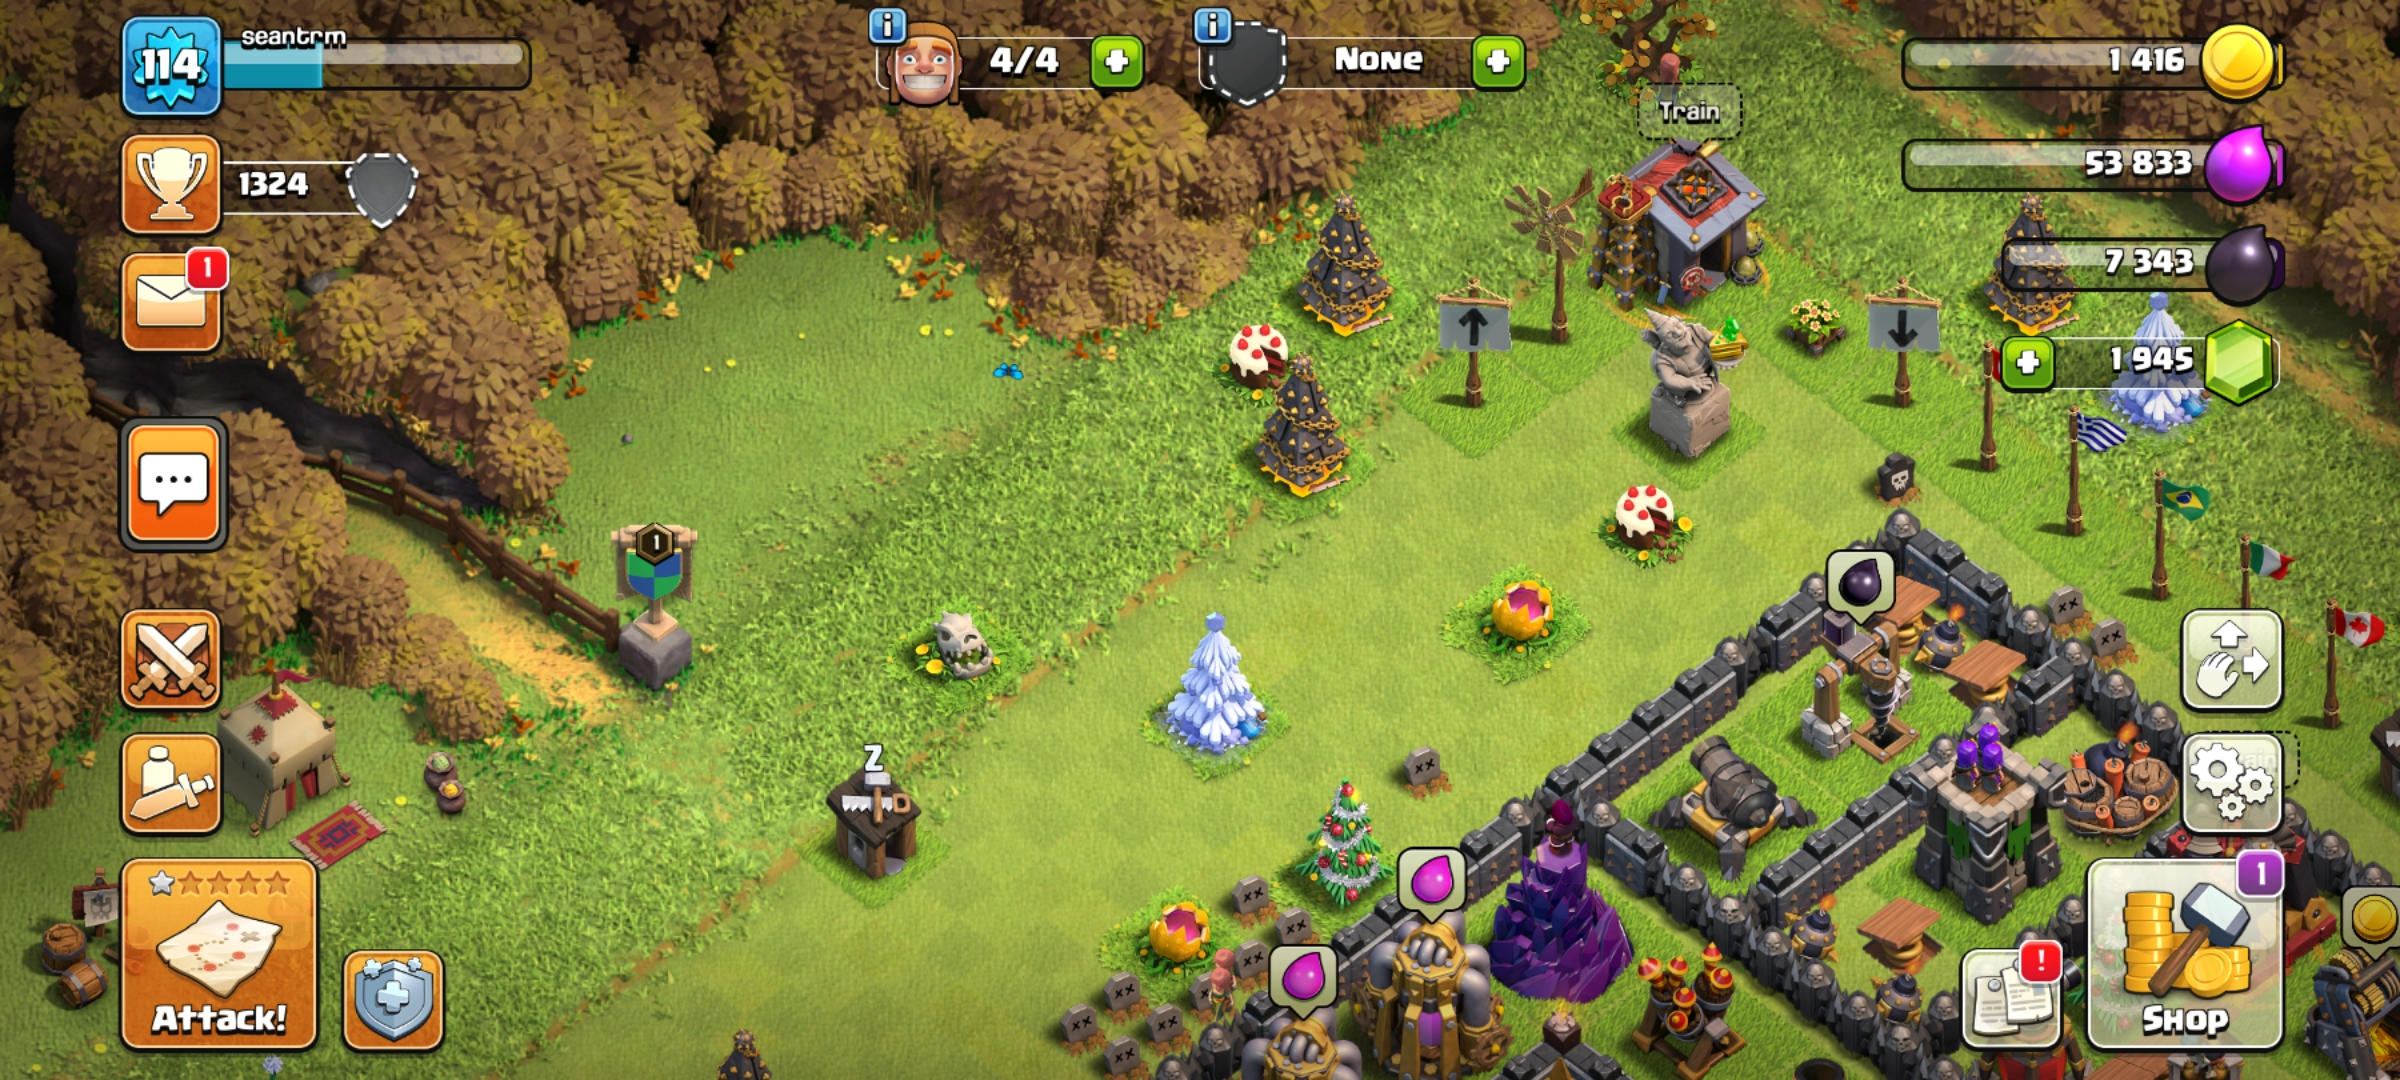 114
seantrm
4/4
None
1 416
Train
1324
53 833
1
7 343
1 945
1
Z
1
Attack!
Shop
!